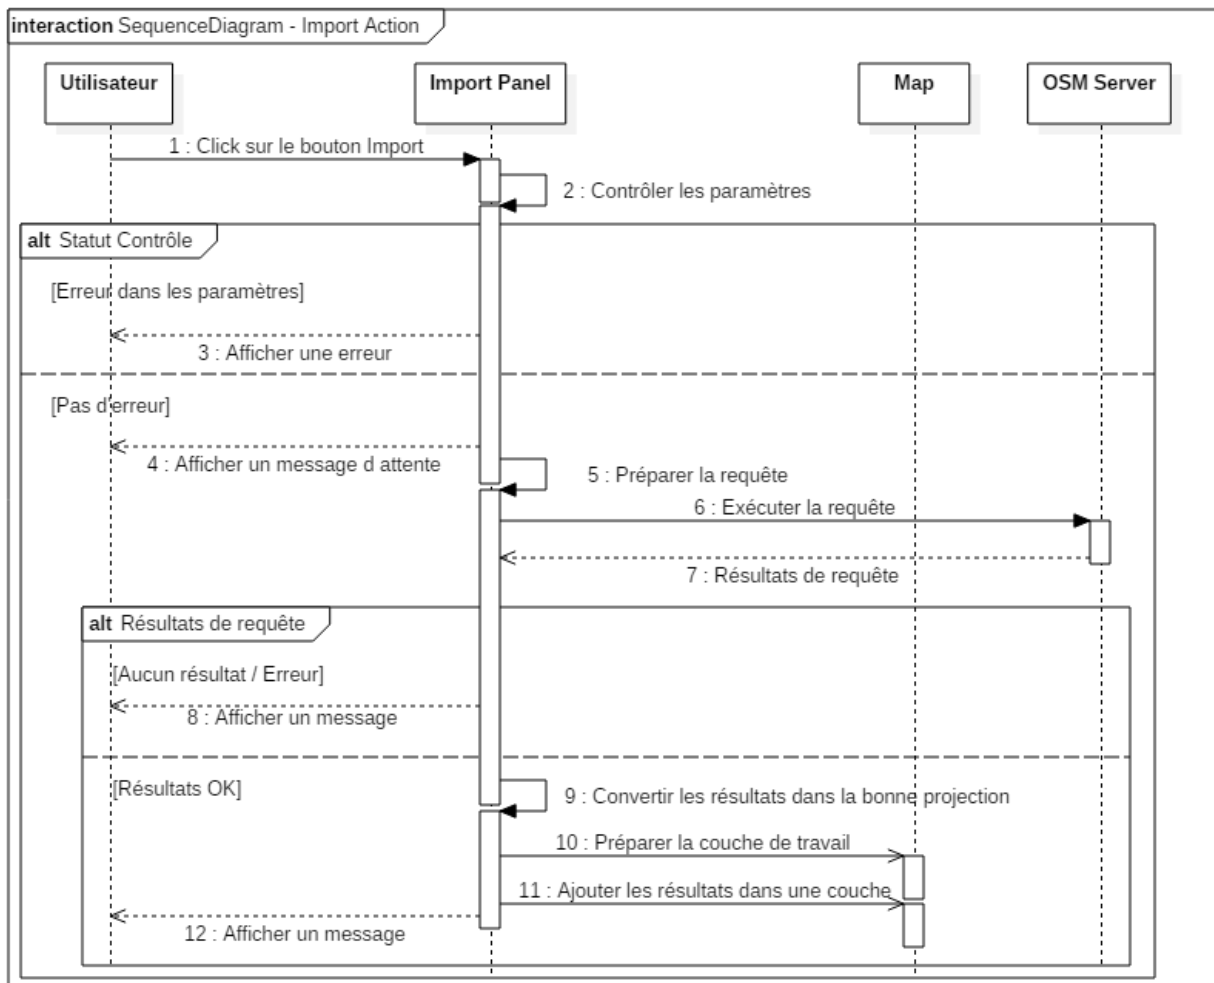 interaction SequenceDiagram - Import Action
Utilisateur
Import Panel
Map
OSM Server
1 : Click sur le bouton Import
2 : Contrôler les paramètres
alt Statut Contrôle
[Erreur dans les paramètres]
3 : Afficher une erreur
[Pas d'erreur]
4 : Afficher un message d attente
5 : Préparer la requête
6 : Exécuter la requête
7 : Résultats de requête
alt Résultats de requête
[Aucun résultat / Erreur]
8 : Afficher un message
[Résultats OK]
9 : Convertir les résultats dans la bonne projection
10 : Préparer la couche de travail
11 : Ajouter les résultats dans une couche
12 : Afficher un message